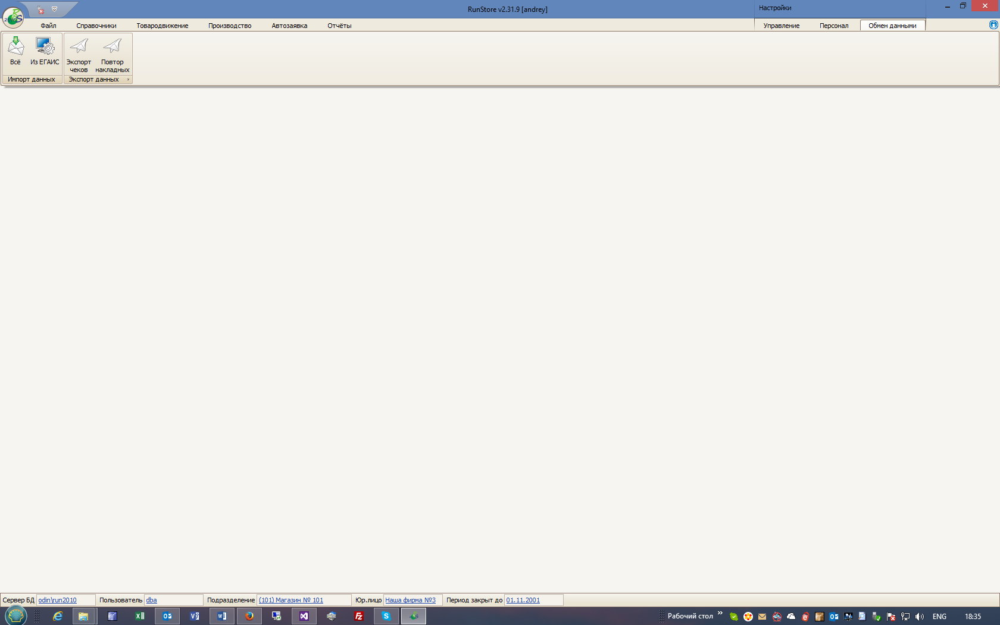 RunStore v2.31.9 [andrey]
Настройки
Файл Справочники Товародвижение Производство Автозаявка Отчёты Управление Персонал Обмен данными
Всё Из ЕГАИС Экспорт чеков Повтор накладных
Импорт данных Экспорт данных
Сервер БД odin\run2010 Пользователь dba Подразделение (101) Магазин № 101 Юр.лицо Наша фирма №3 Период закрыт до 01.11.2001
Рабочий стол » ENG 18:35